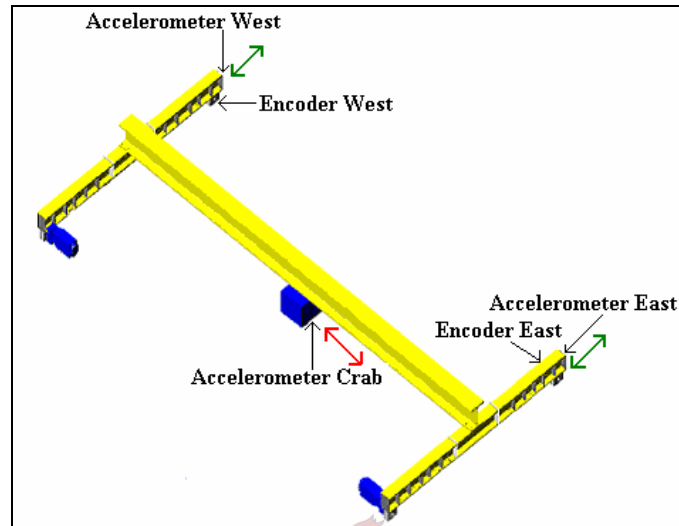 Accelerometer West
Encoder West
Accelerometer East
Encoder East
Accelerometer Crab